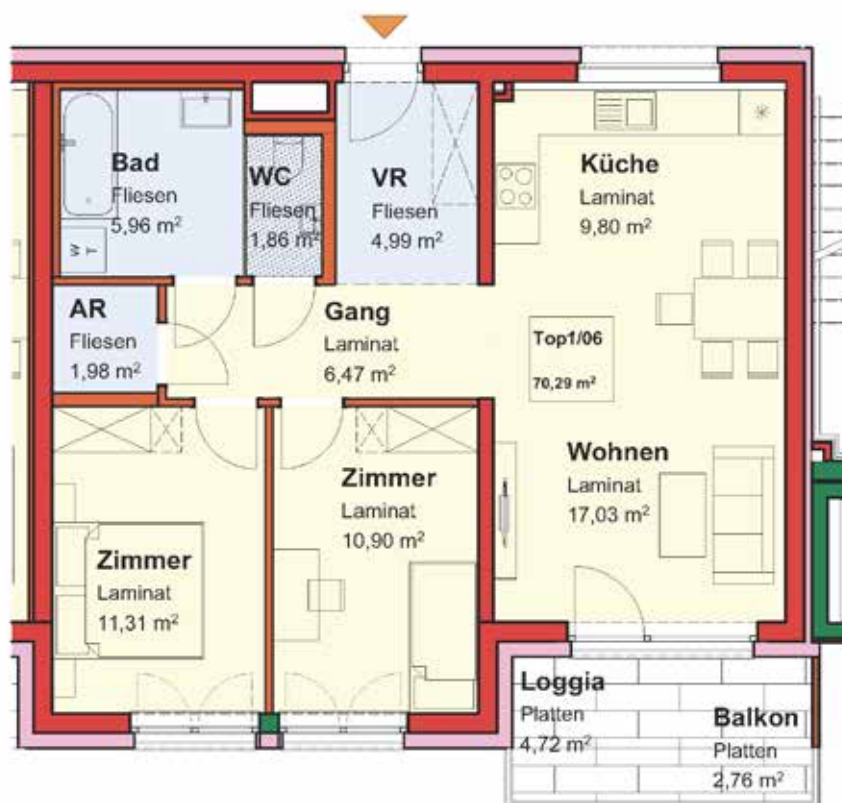 Bad
Fliesen
5,96 m²
WT
WC
Fliesen
1,86 m²
VR
Fliesen
4,99 m²
Küche
Laminat
9,80 m²
AR
Fliesen
1,98 m²
Gang
Laminat
6,47 m²
Top1/06
70,29 m²
Wohnen
Laminat
17,03 m²
Zimmer
Laminat
10,90 m²
Zimmer
Laminat
11,31 m²
Loggia
Platten
4,72 m²
Balkon
Platten
2,76 m²